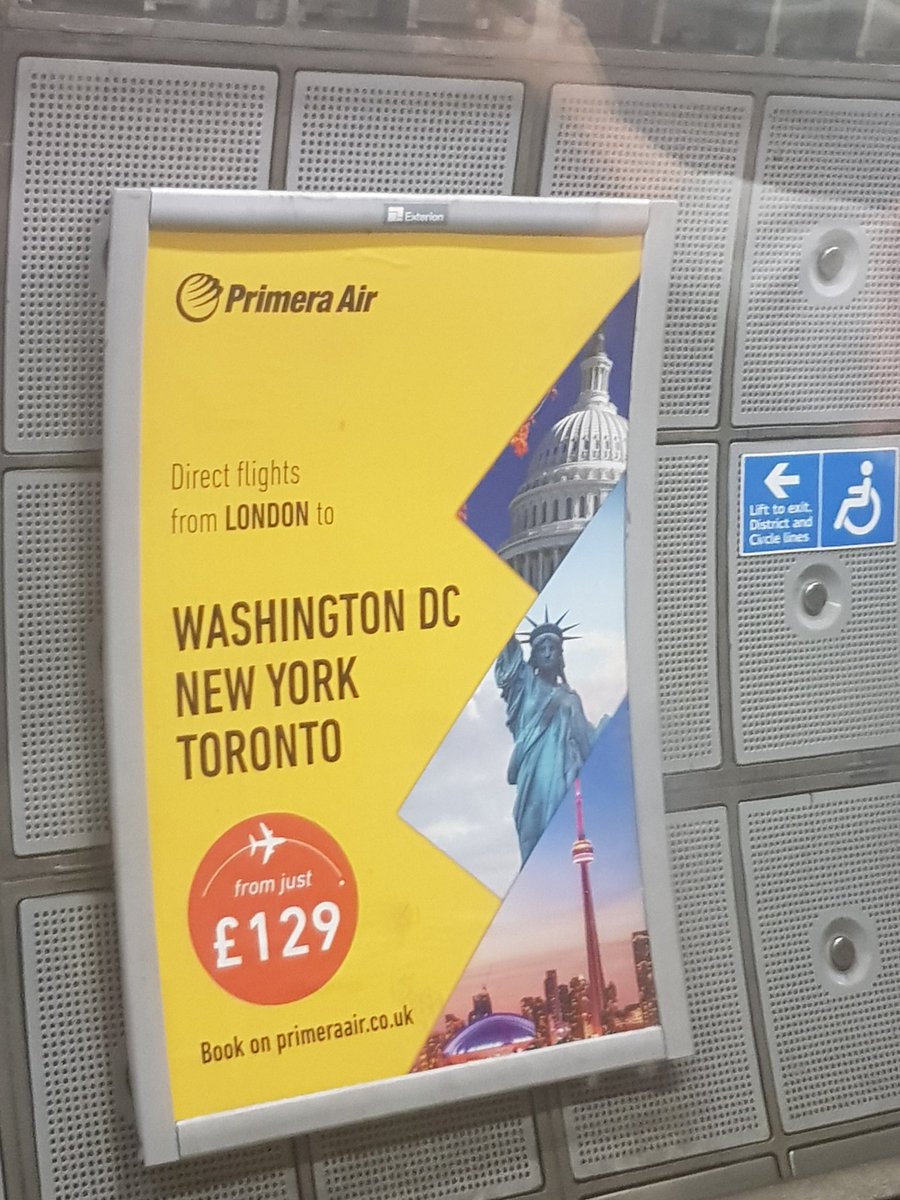 Exterion
Primera Air
Direct flights
from LONDON to
WASHINGTON DC
NEW YORK
TORONTO
from just
£129
Book on primeraair.co.uk
Lift to exit,
District and
Circle lines